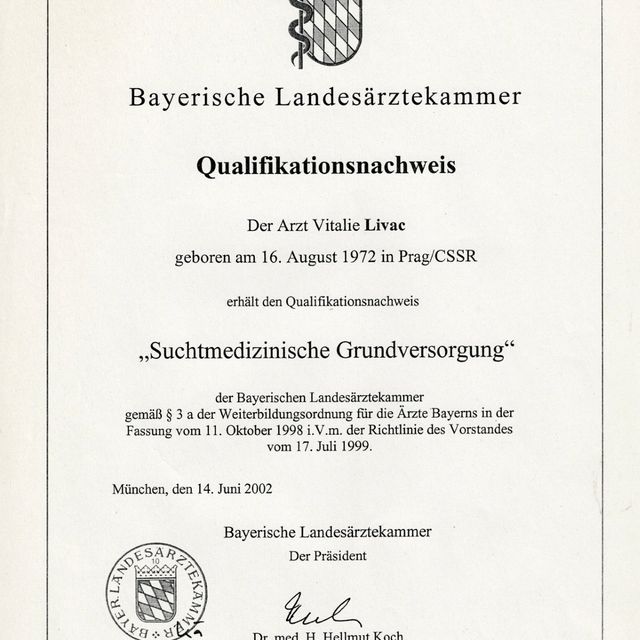 Bayerische Landesärztekammer
Qualifikationsnachweis
Der Arzt Vitalie Livac
geboren am 16. August 1972 in Prag/CSSR
erhält den Qualifikationsnachweis
„Suchtmedizinische Grundversorgung“
der Bayerischen Landesärztekammer
gemäß § 3 a der Weiterbildungsordnung für die Ärzte Bayerns in der
Fassung vom 11. Oktober 1998 i.V.m. der Richtlinie des Vorstandes
vom 17. Juli 1999.
München, den 14. Juni 2002
Bayerische Landesärztekammer
Der Präsident
BAYER. LANDESÄRZTEKAMMER
10
Dr. med. H. Hellmut Koch